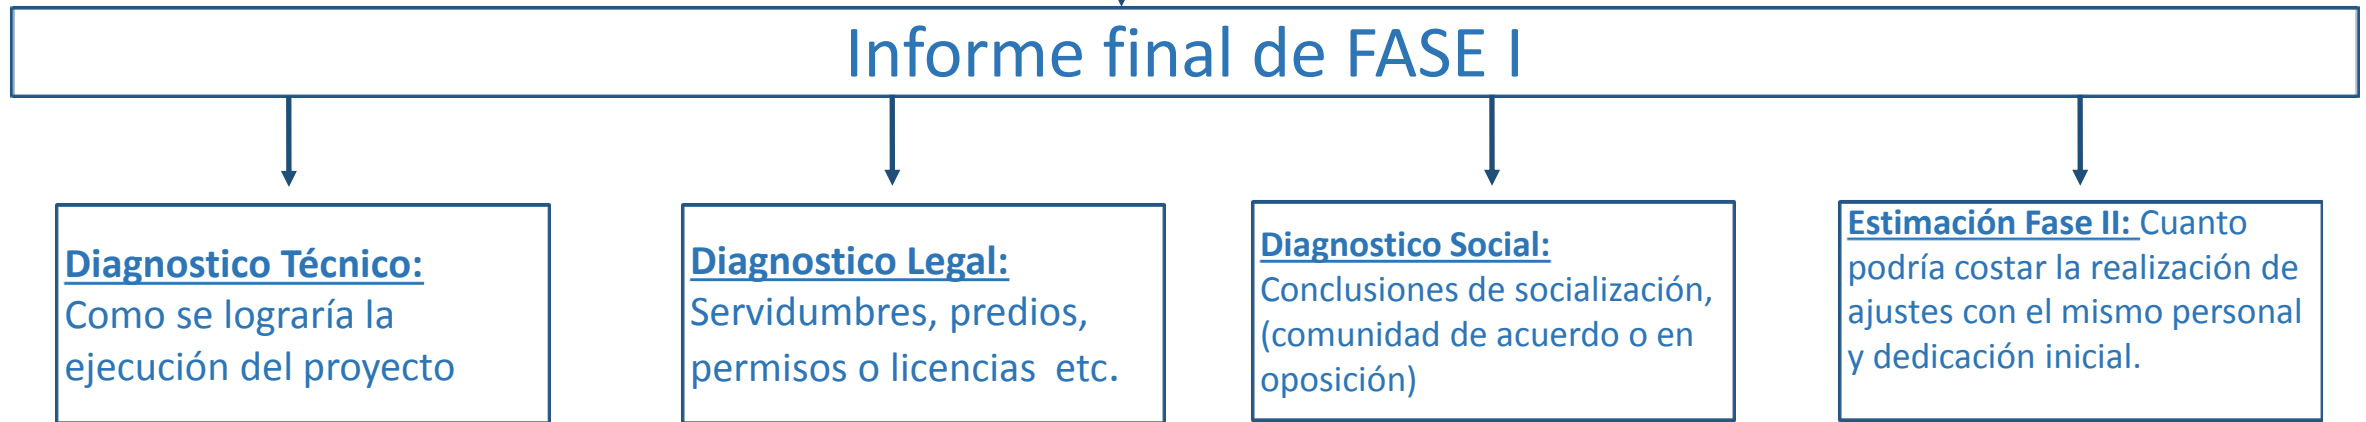 Informe final de FASE I
Diagnostico Técnico:
Como se lograría la
ejecución del proyecto
Diagnostico Legal:
Servidumbres, predios,
permisos o licencias  etc.
Diagnostico Social:
Conclusiones de socialización,
(comunidad de acuerdo o en
oposición)
Estimación Fase II: Cuanto
podría costar la realización de
ajustes con el mismo personal
y dedicación inicial.